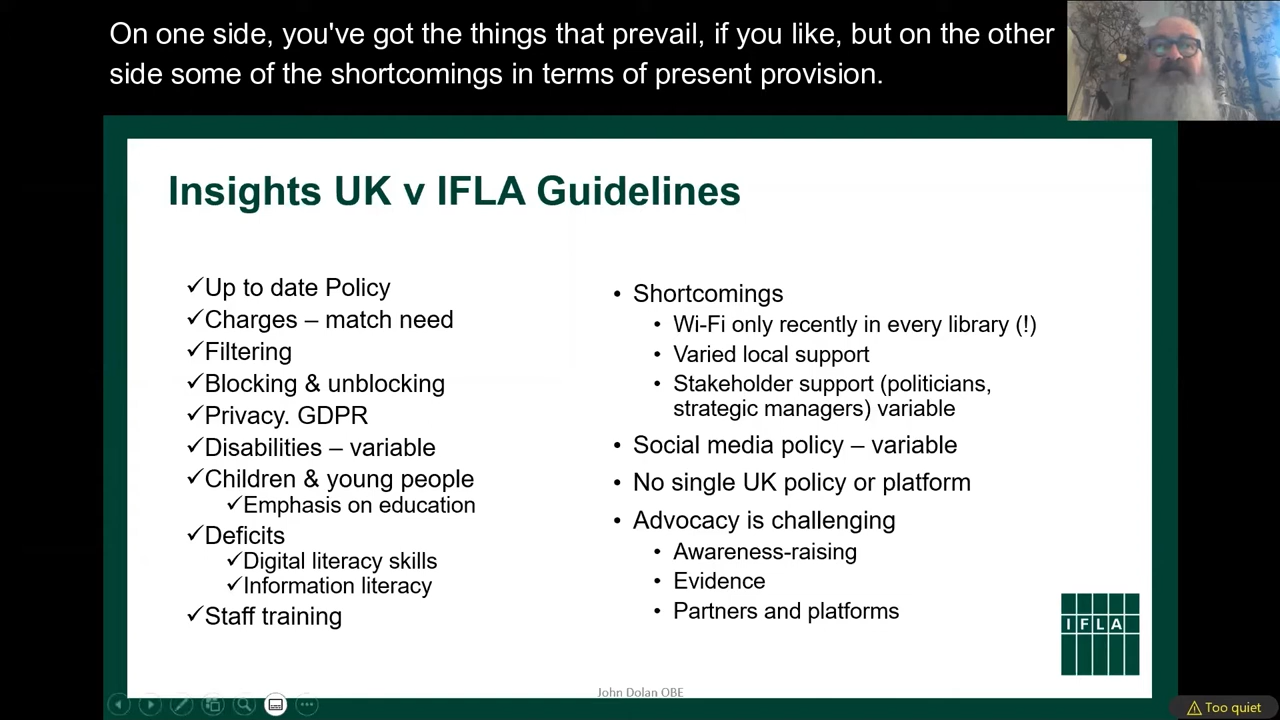 On one side, you've got the things that prevail, if you like, but on the other
side some of the shortcomings in terms of present provision.
Insights UK v IFLA Guidelines
✓Up to date Policy
✓Charges – match need
✓Filtering
✓Blocking & unblocking
✓Privacy. GDPR
✓Disabilities – variable
✓Children & young people
✓Emphasis on education
✓Deficits
✓Digital literacy skills
✓Information literacy
✓Staff training
• Shortcomings
• Wi-Fi only recently in every library (!)
• Varied local support
• Stakeholder support (politicians,
strategic managers) variable
• Social media policy – variable
• No single UK policy or platform
• Advocacy is challenging
• Awareness-raising
• Evidence
• Partners and platforms
IFLA
John Dolan OBE
Too quiet